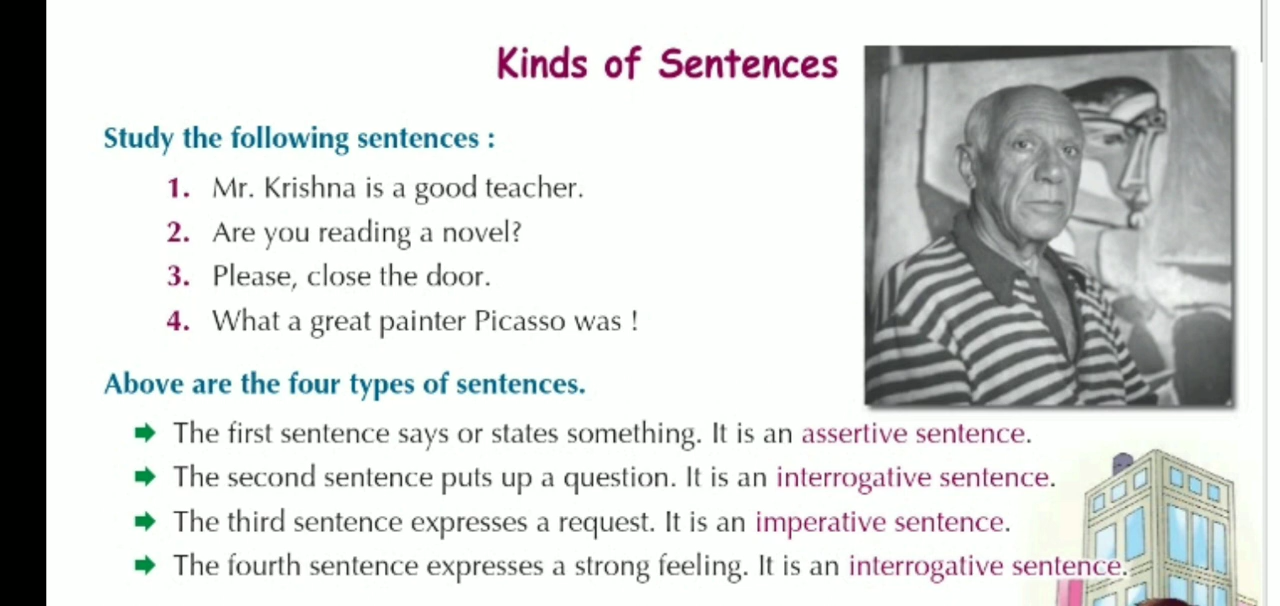 Kinds of Sentences
Study the following sentences :
1. Mr. Krishna is a good teacher.
2. Are you reading a novel?
3. Please, close the door.
4. What a great painter Picasso was !
Above are the four types of sentences.
The first sentence says or states something. It is an assertive sentence.
The second sentence puts up a question. It is an interrogative sentence.
The third sentence expresses a request. It is an imperative sentence.
The fourth sentence expresses a strong feeling. It is an interrogative sentence.